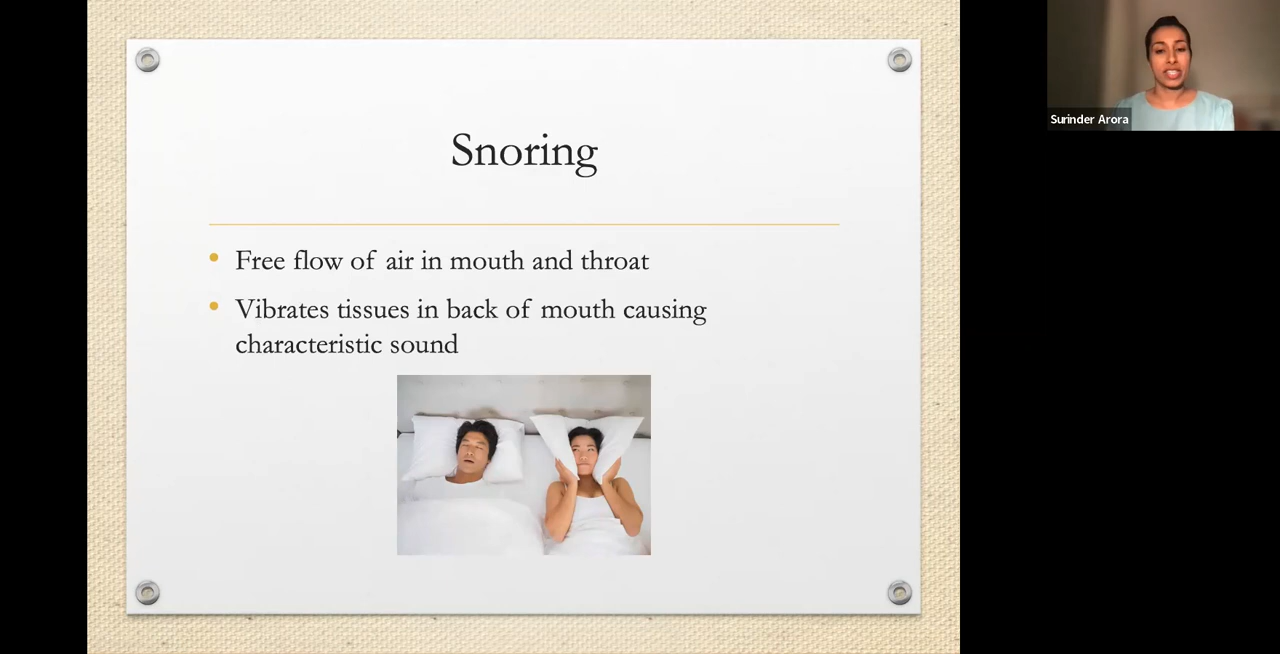 Snoring
Free flow of air in mouth and throat
Vibrates tissues in back of mouth causing
characteristic sound
Surinder Arora